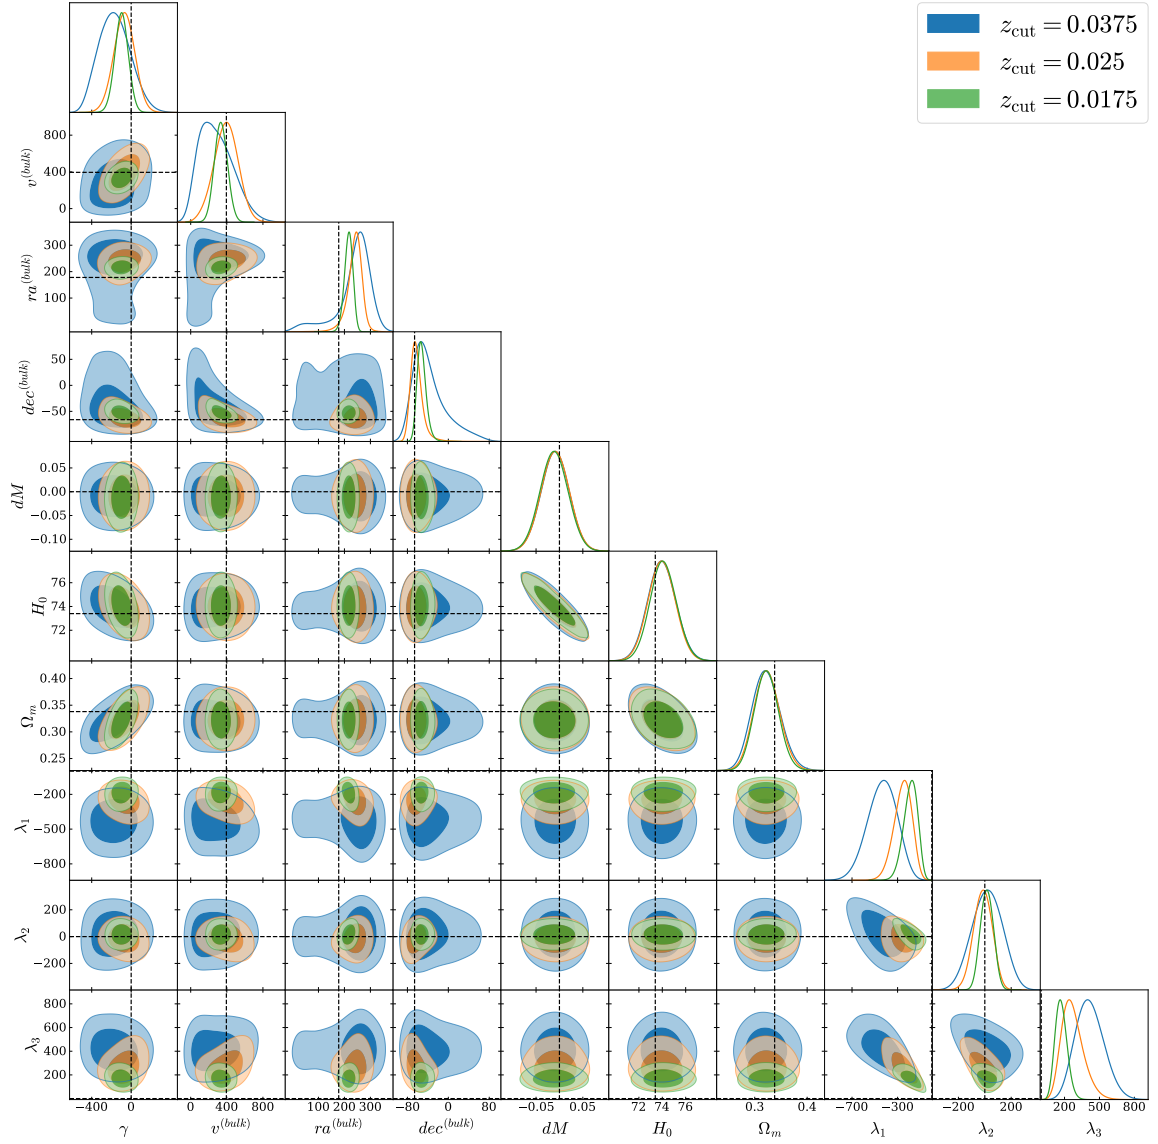 z_cut = 0.0375
z_cut = 0.025
z_cut = 0.0175
800
400
0
v^(bulk)
300
200
100
ra^(bulk)
50
0
−50
dec^(bulk)
0.05
0.00
−0.05
−0.10
dM
76
74
72
H_0
0.40
0.35
0.30
0.25
Ω_m
−200
−500
−800
λ_1
200
0
−200
λ_2
800
600
400
200
λ_3
−400 0
0 400 800
100 200 300
−80 0 80
−0.05 0.00
72 74 76
0.3 0.4
−700 −300
−200 200
200 500 800
γ v^(bulk) ra^(bulk) dec^(bulk) dM H_0 Ω_m λ_1 λ_2 λ_3